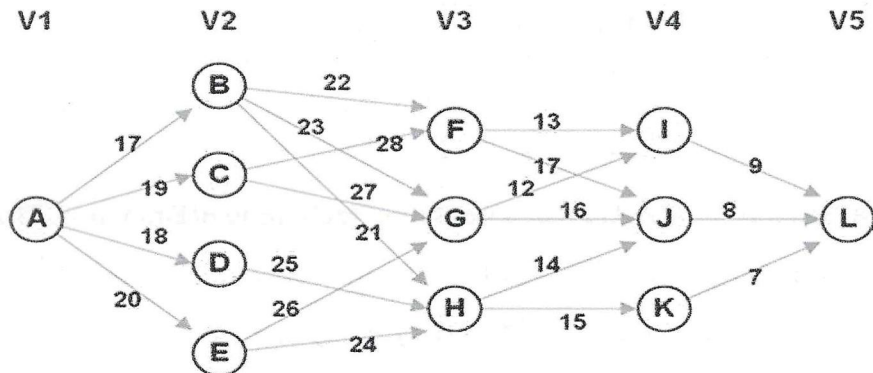 V1 V2 V3 V4 V5
B 22
17 23 F 13 I
28 17 9
C
19 27 12
A G 16 J 8 L
18 21
D 25 14
20 26 7
H 15 K
E 24